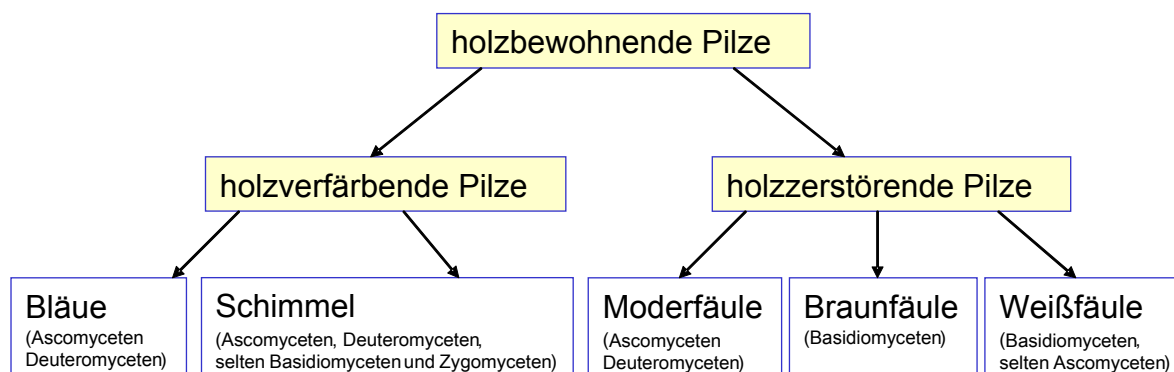 holzbewohnende Pilze
holzverfärbende Pilze
holzzerstörende Pilze
Bläue
(Ascomyceten
Deuteromyceten)
Schimmel
(Ascomyceten, Deuteromyceten,
selten Basidiomyceten und Zygomyceten)
Moderfäule
(Ascomyceten
Deuteromyceten)
Braunfäule
(Basidiomyceten)
Weißfäule
(Basidiomyceten,
selten Ascomyceten)